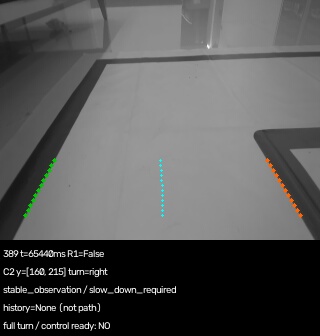 389 t=65440ms R1=False
C2 y=[160, 215] turn=right
stable_observation / slow_down_required
history=None (not path)
full turn / control ready: NO